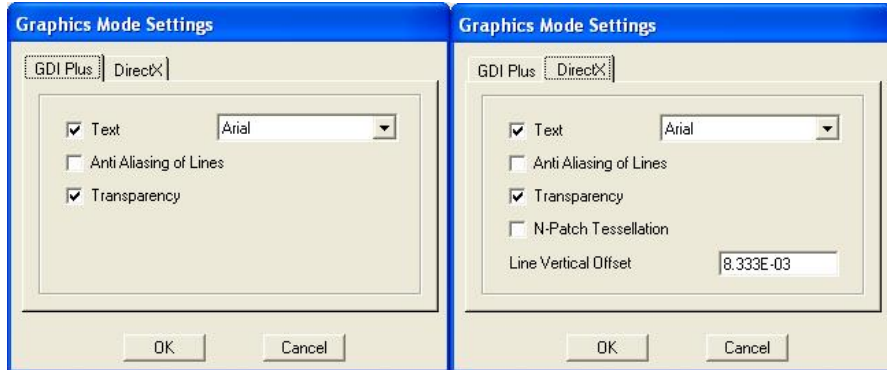 Graphics Mode Settings
GDI Plus DirectX
Text Arial
Anti Aliasing of Lines
Transparency
OK Cancel
Graphics Mode Settings
GDI Plus DirectX
Text Arial
Anti Aliasing of Lines
Transparency
N-Patch Tessellation
Line Vertical Offset 8.333E-03
OK Cancel